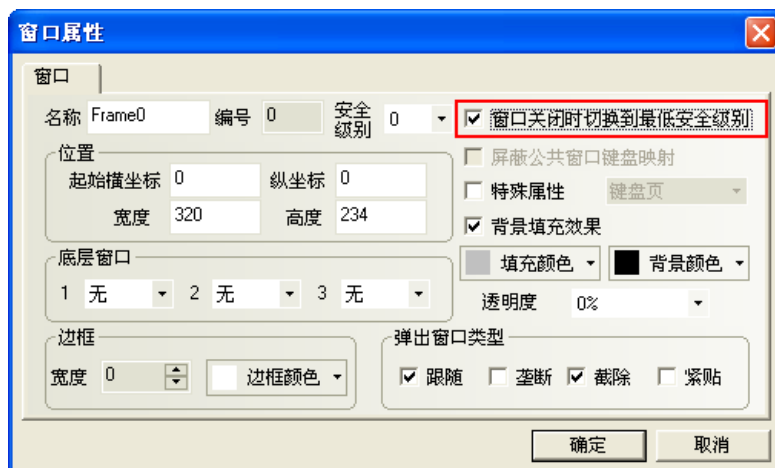 窗口属性
窗口
名称 Frame0 编号 0 安全级别 0 窗口关闭时切换到最低安全级别
位置 屏蔽公共窗口键盘映射
起始横坐标 0 纵坐标 0 特殊属性 键盘页
宽度 320 高度 234 背景填充效果
底层窗口 填充颜色 背景颜色
1 无 2 无 3 无 透明度 0%
边框 弹出窗口类型
宽度 0 边框颜色 跟随 垄断 截除 紧贴
确定 取消